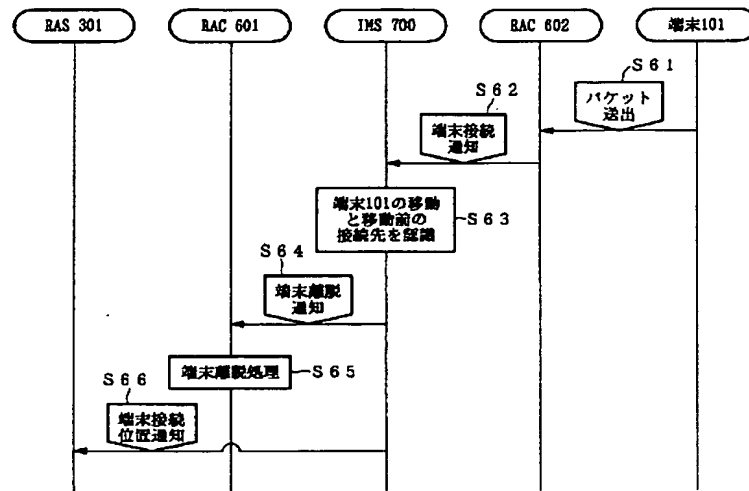 RAS 301
RAC 601
IMS 700
RAC 602
端末101
S61
パケット
送出
S62
端末接続
通知
端末101の移動
と移動前の
接続先を認識
S63
S64
端末離脱
通知
端末離脱処理
S65
S66
端末接続
位置通知